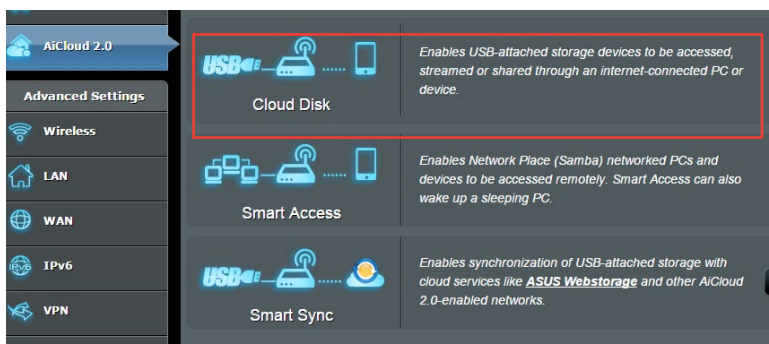 AiCloud 2.0
Advanced Settings
Wireless
LAN
WAN
IPv6
IPv6
VPN
USB
Cloud Disk
Enables USB-attached storage devices to be accessed,
streamed or shared through an internet-connected PC or
device.
Smart Access
Enables Network Place (Samba) networked PCs and
devices to be accessed remotely. Smart Access can also
wake up a sleeping PC.
USB
Smart Sync
Enables synchronization of USB-attached storage with
cloud services like ASUS Webstorage and other AiCloud
2.0-enabled networks.